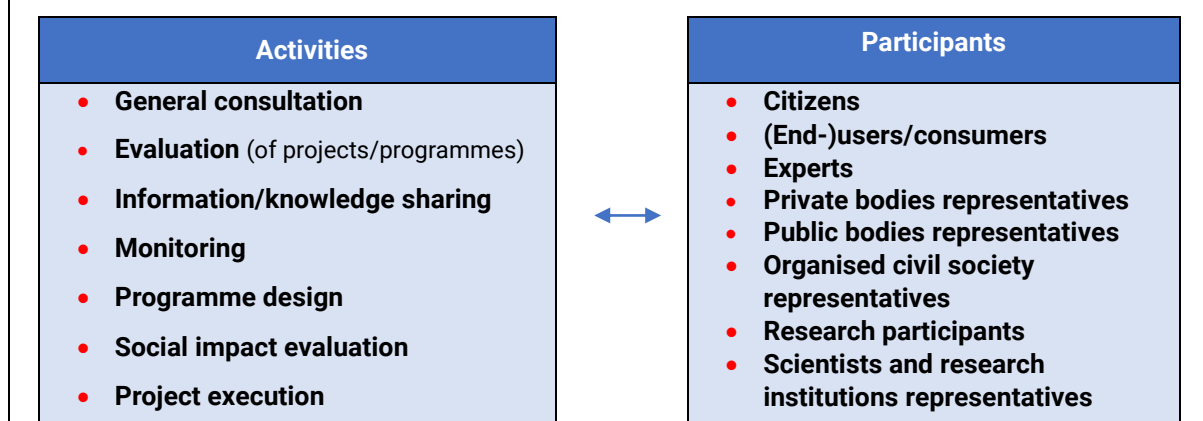 Activities
• General consultation
• Evaluation (of projects/programmes)
• Information/knowledge sharing
• Monitoring
• Programme design
• Social impact evaluation
• Project execution
Participants
• Citizens
• (End-)users/consumers
• Experts
• Private bodies representatives
• Public bodies representatives
• Organised civil society
representatives
• Research participants
• Scientists and research
institutions representatives